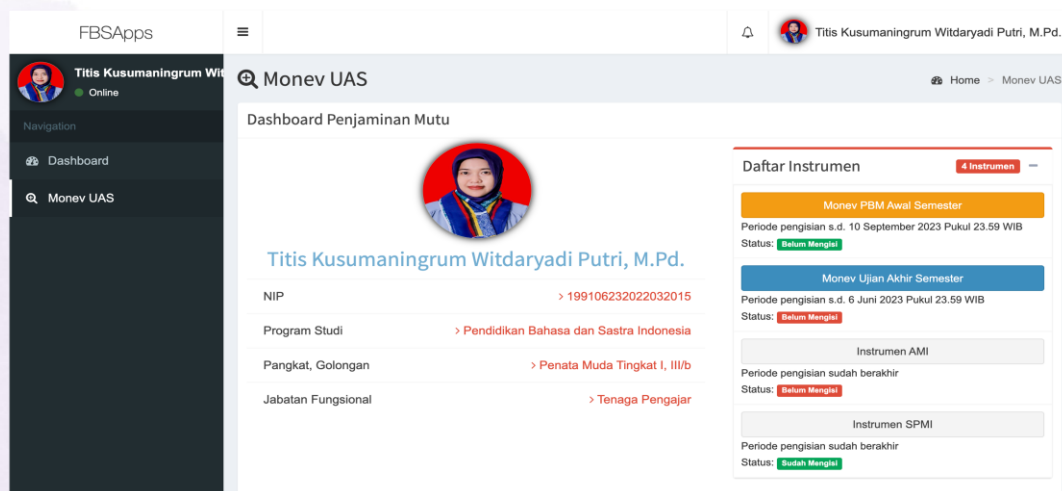 FBSApps
Titis Kusumaningrum Witdaryadi Putri, M.Pd.
Titis Kusumaningrum Wit
Online
Navigation
Dashboard
Monev UAS
Monev UAS
Home > Monev UAS
Dashboard Penjaminan Mutu
Titis Kusumaningrum Witdaryadi Putri, M.Pd.
NIP > 199106232022032015
Program Studi > Pendidikan Bahasa dan Sastra Indonesia
Pangkat, Golongan > Penata Muda Tingkat I, III/b
Jabatan Fungsional > Tenaga Pengajar
Daftar Instrumen 4 Instrumen
Monev PBM Awal Semester
Periode pengisian s.d. 10 September 2023 Pukul 23.59 WIB
Status: Belum Mengisi
Monev Ujian Akhir Semester
Periode pengisian s.d. 6 Juni 2023 Pukul 23.59 WIB
Status: Belum Mengisi
Instrumen AMI
Periode pengisian sudah berakhir
Status: Belum Mengisi
Instrumen SPMI
Periode pengisian sudah berakhir
Status: Sudah Mengisi